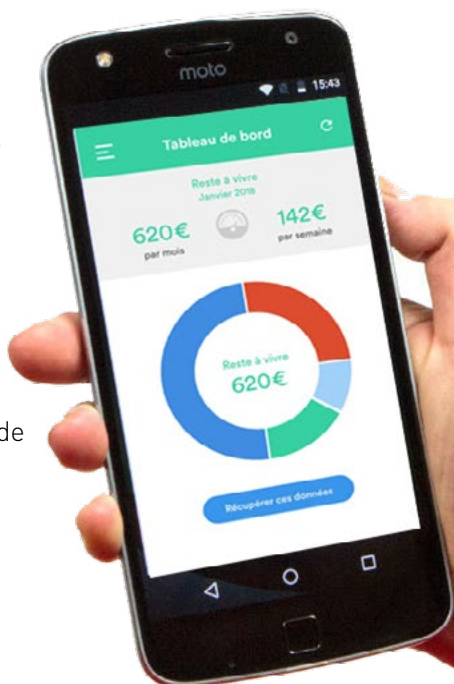 moto
15:43
Tableau de bord
Reste à vivre
Janvier 2018
620€
par mois
142€
par semaine
Reste à vivre
620€
Récupérer ces données
de